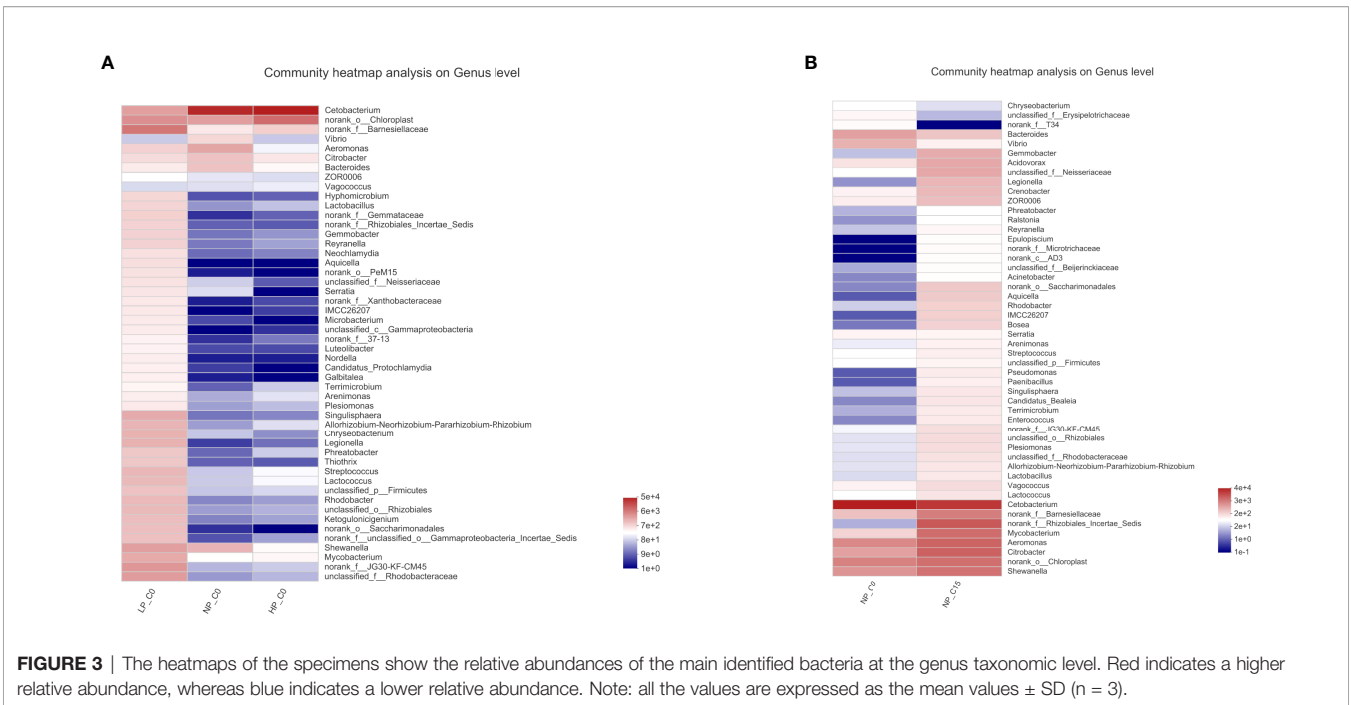 A
Community heatmap analysis on Genus level
Cetobacterium
norank_o__Chloroplast
norank_f__Barnesiellaceae
Vibrio
Aeromonas
Citrobacter
Bacteroides
ZOR0006
Vagococcus
Hyphomicrobium
Lactobacillus
norank_f__Gemmataceae
norank_f__Rhizobiales_Incertae_Sedis
Gemmobacter
Reyranella
Neochlamydia
Aquicella
norank_o__PeM15
unclassified_f__Neisseriaceae
Serratia
norank_f__Xanthobacteraceae
IMCC26207
Microbacterium
unclassified_c__Gammaproteobacteria
norank_f__37-13
Luteolibacter
Nordella
Candidatus_Protochlamydia
Galbitalea
Terrimicrobium
Arenimonas
Plesiomonas
Singulisphaera
Allorhizobium-Neorhizobium-Pararhizobium-Rhizobium
Chryseobacterium
Legionella
Phreatobacter
Thiothrix
Streptococcus
Lactococcus
unclassified_p__Firmicutes
Rhodobacter
unclassified_o__Rhizobiales
Ketogulonicigenium
norank_o__Saccharimonadales
norank_f__unclassified_o__Gammaproteobacteria_Incertae_Sedis
Shewanella
Mycobacterium
norank_f__JG30-KF-CM45
unclassified_f__Rhodobacteraceae
LP_C0
NP_C0
HP_C0
5e+4
7e+2
8e+1
9e+0
1e+0
B
Community heatmap analysis on Genus level
Chryseobacterium
unclassified_f__Erysipelotrichaceae
norank_f__T34
Bacteroides
Vibrio
Gemmobacter
Acidovorax
unclassified_f__Neisseriaceae
Legionella
Crenobacter
ZOR0006
Phreatobacter
Ralstonia
Reyranella
Epulopiscium
norank_f__Microtrichaceae
norank_c__AD3
unclassified_f__Beijerinckiaceae
Acinetobacter
norank_o__Saccharimonadales
Aquicella
Rhodobacter
IMCC26207
Bosea
Serratia
Arenimonas
Streptococcus
unclassified_p__Firmicutes
Pseudomonas
Paenibacillus
Singulisphaera
Candidatus_Bealeia
Terrimicrobium
Enterococcus
norank_f__JG30-KF-CM45
unclassified_o__Rhizobiales
Plesiomonas
unclassified_f__Rhodobacteraceae
Allorhizobium-Neorhizobium-Pararhizobium-Rhizobium
Lactobacillus
Vagococcus
Lactococcus
Cetobacterium
norank_f__Barnesiellaceae
norank_f__Rhizobiales_Incertae_Sedis
Mycobacterium
Aeromonas
Citrobacter
norank_o__Chloroplast
Shewanella
NP_C0
NP_C15
4e+4
3e+3
2e+2
2e+1
1e+0
1e-1
FIGURE 3 | The heatmaps of the specimens show the relative abundances of the main identified bacteria at the genus taxonomic level. Red indicates a higher
relative abundance, whereas blue indicates a lower relative abundance. Note: all the values are expressed as the mean values ± SD (n = 3).